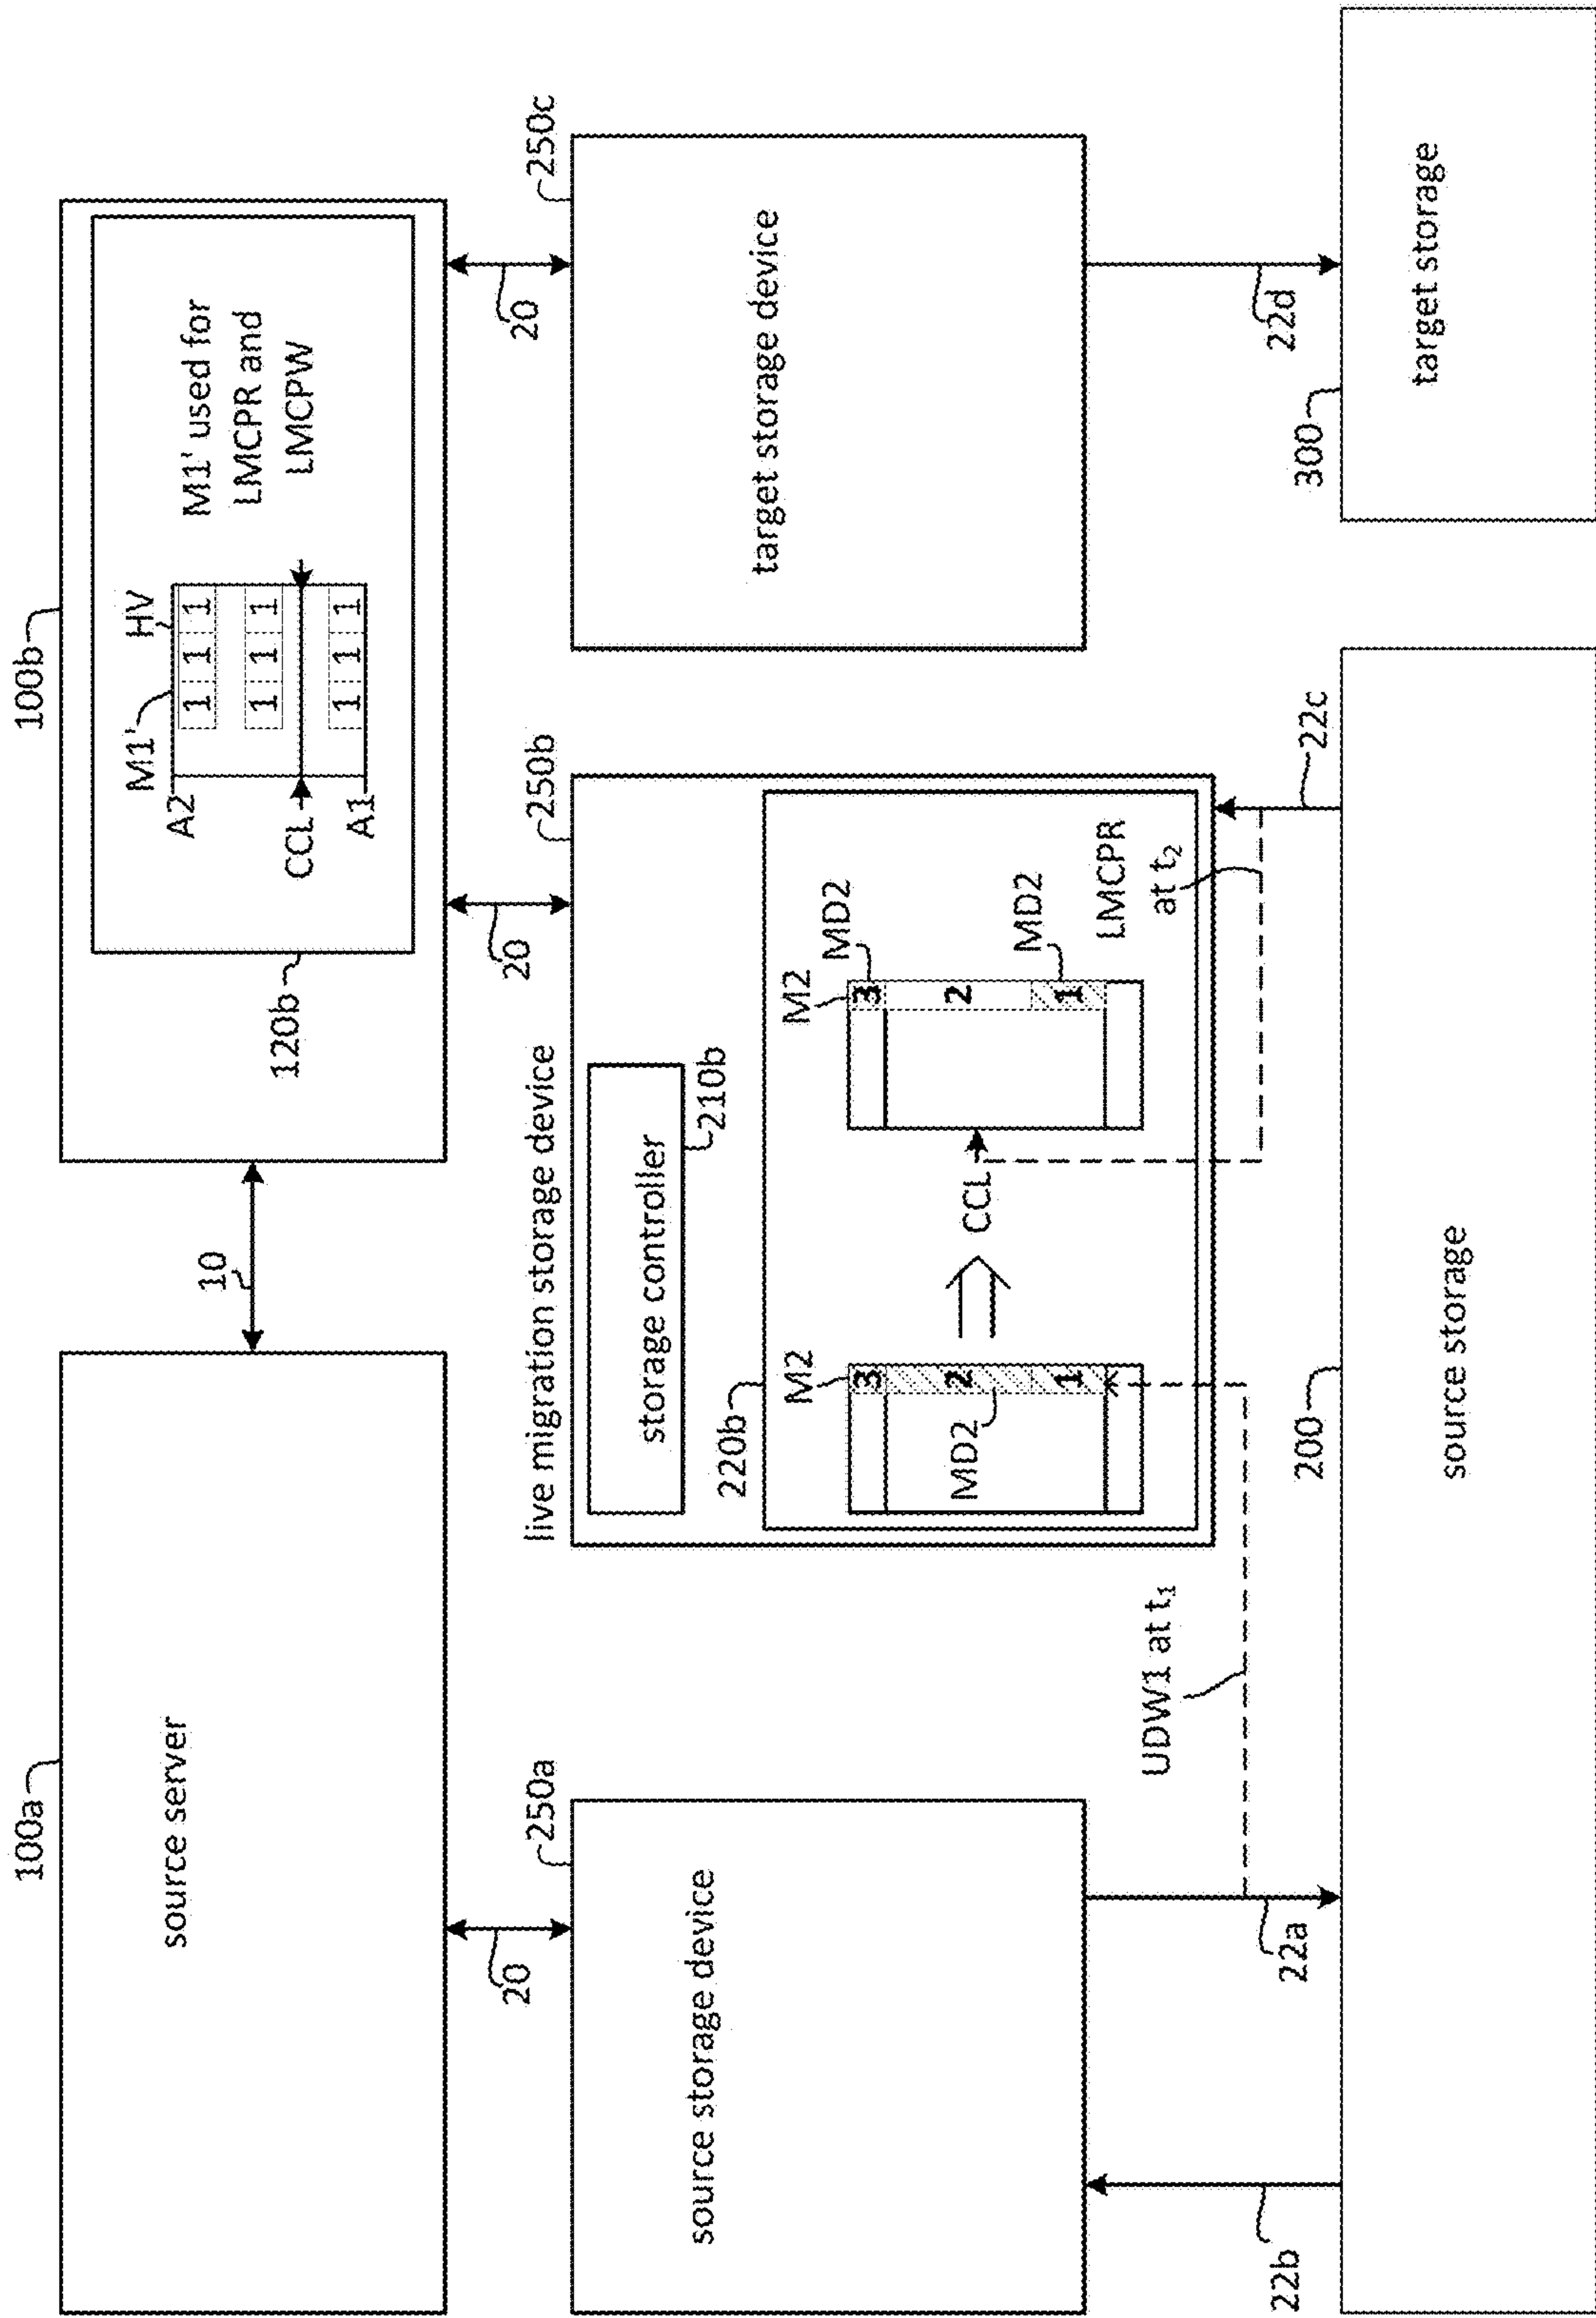 100a
source server
10
100b
120b
M1'
HV
A2
CCL
A1
1 1 1
1 1 1
1 1 1
M1' used for
LMCPR and
LMCPW
20
20
20
250a
source storage device
live migration storage device
250b
storage controller
210b
220b
M2
3
2
1
MD2
CCL
M2
MD2
3
2
1
MD2
LMCPR
at t₂
250c
target storage device
22b
22a
UDW1 at t₁
22c
22d
200
source storage
300
target storage